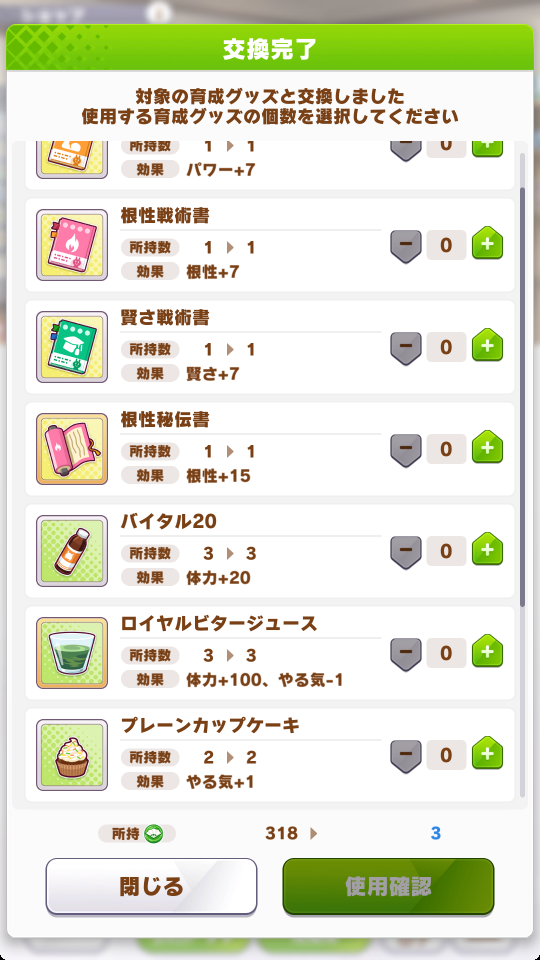 交換完了
対象の育成グッズと交換しました
使用する育成グッズの個数を選択してください
所持数 1 1 0
効果 パワー+7
根性戦術書
所持数 1 1 0
効果 根性+7
賢さ戦術書
所持数 1 1 0
効果 賢さ+7
根性秘伝書
所持数 1 1 0
効果 根性+15
バイタル20
所持数 3 3 0
効果 体力+20
ロイヤルビタージュース
所持数 3 3 0
効果 体力+100、やる気-1
プレーンカップケーキ
所持数 2 2 0
効果 やる気+1
所持 318 3
閉じる 使用確認